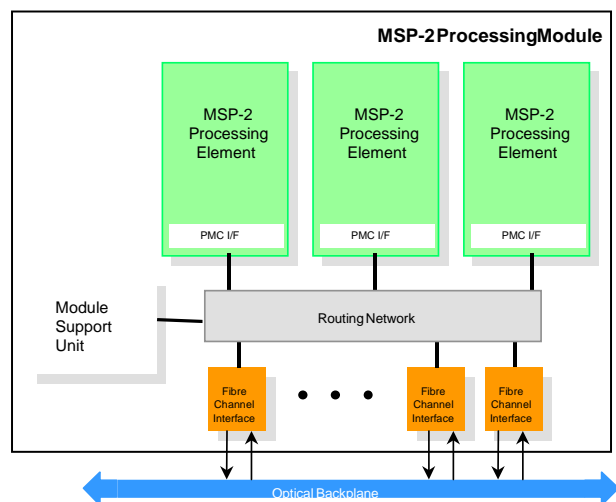 MSP-2ProcessingModule
MSP-2
Processing
Element
MSP-2
Processing
Element
MSP-2
Processing
Element
PMC I/F
PMC I/F
PMC I/F
Module
Support
Unit
Routing Network
Fibre
Channel
Interface
Fibre
Channel
Interface
Fibre
Channel
Interface
Optical Backplane